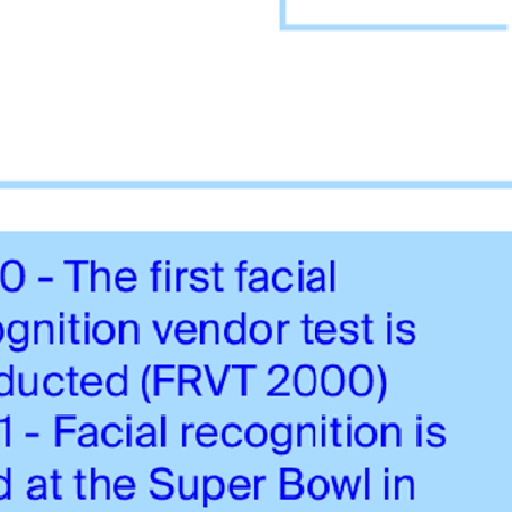 0 - The first facial
ognition vendor test is
ducted (FRVT 2000)
1 - Facial recognition is
d at the Super Bowl in